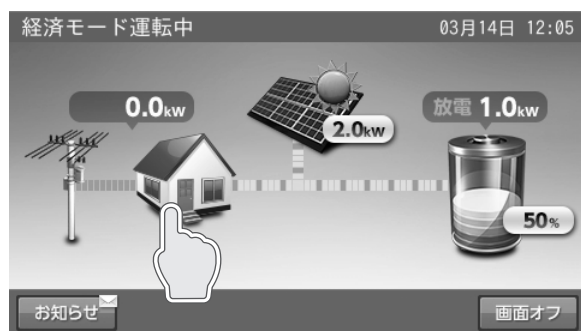 経済モード運転中
03月14日 12:05
0.0kw
2.0kw
放電 1.0kw
50%
お知らせ
画面オフ